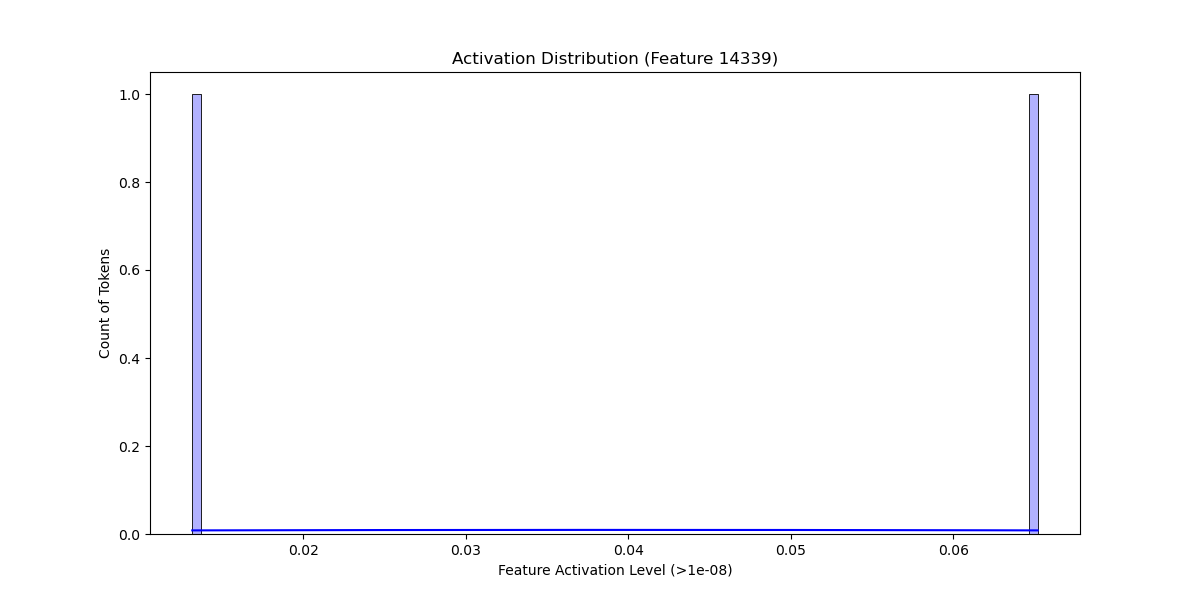 Activation Distribution (Feature 14339)
Count of Tokens
1.0
0.8
0.6
0.4
0.2
0.0
0.02 0.03 0.04 0.05 0.06
Feature Activation Level (>1e-08)